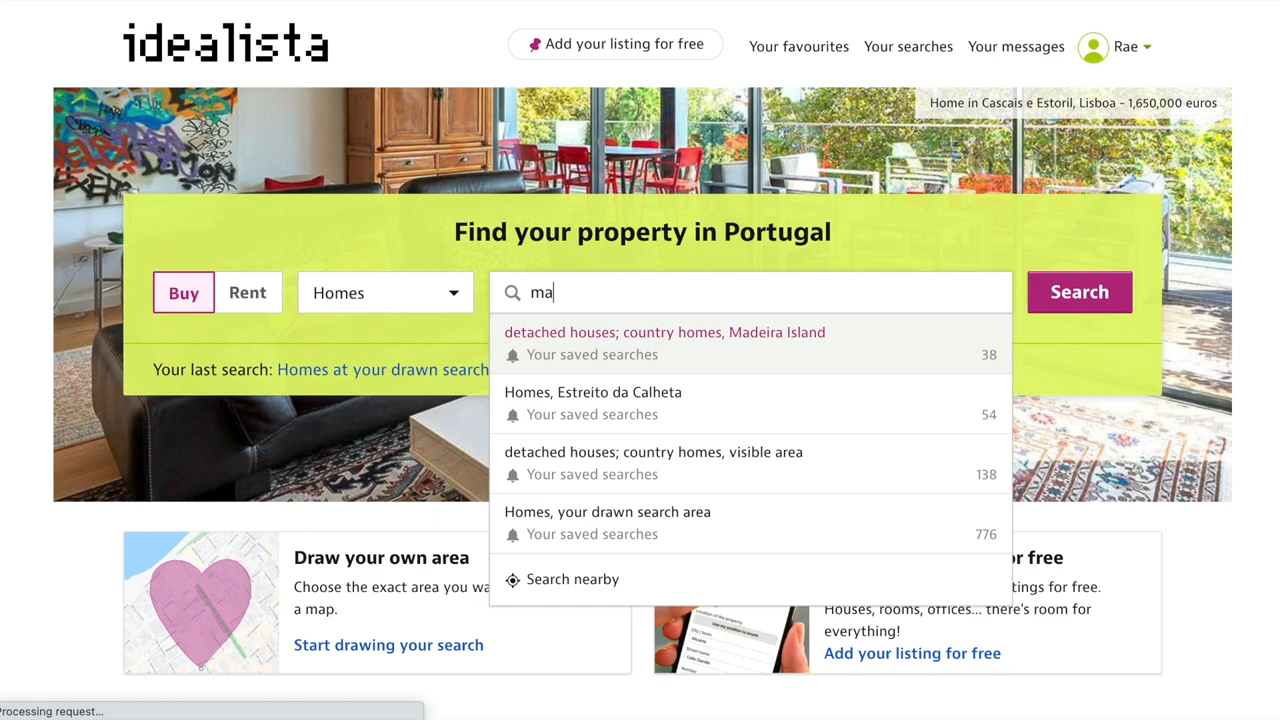 idealista
Add your listing for free
Your favourites
Your searches
Your messages
Rae
Home in Cascais e Estoril, Lisboa - 1,650,000 euros
Find your property in Portugal
Buy
Rent
Homes
ma
Search
Your last search: Homes at your drawn search
detached houses; country homes, Madeira Island
Your saved searches 38
Homes, Estreito da Calheta
Your saved searches 54
detached houses; country homes, visible area
Your saved searches 138
Homes, your drawn search area
Your saved searches 776
Search nearby
Draw your own area
Choose the exact area you wa
a map.
Start drawing your search
or free
tings for free.
Houses, rooms, offices... there's room for
everything!
Add your listing for free
Processing request...